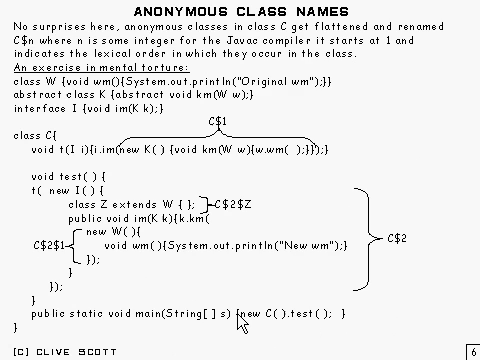 ANONYMOUS CLASS NAMES
No surprises here, anonymous classes in class C get flattened and renamed
C$n where n is some integer for the Javac compiler it starts at 1 and
indicates the lexical order in which they occur in the class.
An exercise in mental torture:
class W {void wm(){System.out.println("Original wm");}}
abstract class K {abstract void km(W w);}
interface I {void im(K k);}
C$1
class C{
void t(I i){i.im(new K( ) {void km(W w){w.wm( );}});}
void test( ) {
t( new I( ) {
class Z extends W { }; C$2$Z
public void im(K k){k.km(
new W( ){
C$2$1 void wm(){System.out.println("New wm");} C$2
});
}
});
}
public static void main(String[ ] s) {new C( ).test( ); }
}
(C) CLIVE SCOTT 6